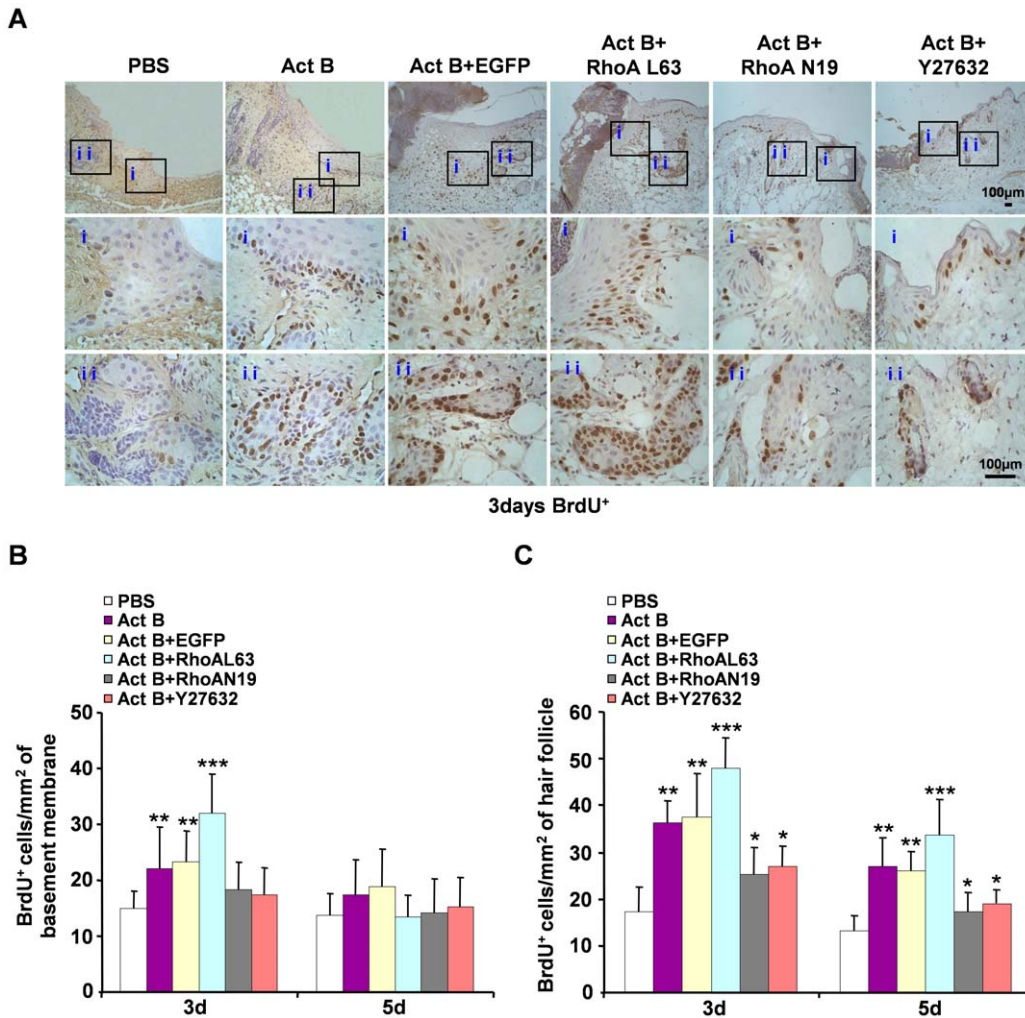 A
PBS
Act B
Act B+EGFP
Act B+
RhoA L63
Act B+
RhoA N19
Act B+
Y27632
ii
i
i
ii
i
ii
i
ii
ii
i
i
ii
100μm
i
i
i
i
i
i
ii
ii
ii
ii
ii
ii
100μm
3days BrdU⁺
B
PBS
Act B
Act B+EGFP
Act B+RhoAL63
Act B+RhoAN19
Act B+Y27632
BrdU⁺ cells/mm² of
basement membrane
50
40
30
20
10
0
**
**
***
3d
5d
C
PBS
Act B
Act B+EGFP
Act B+RhoAL63
Act B+RhoAN19
Act B+Y27632
BrdU⁺ cells/mm² of hair follicle
60
50
40
30
20
10
0
**
**
***
*
*
**
**
***
*
*
3d
5d